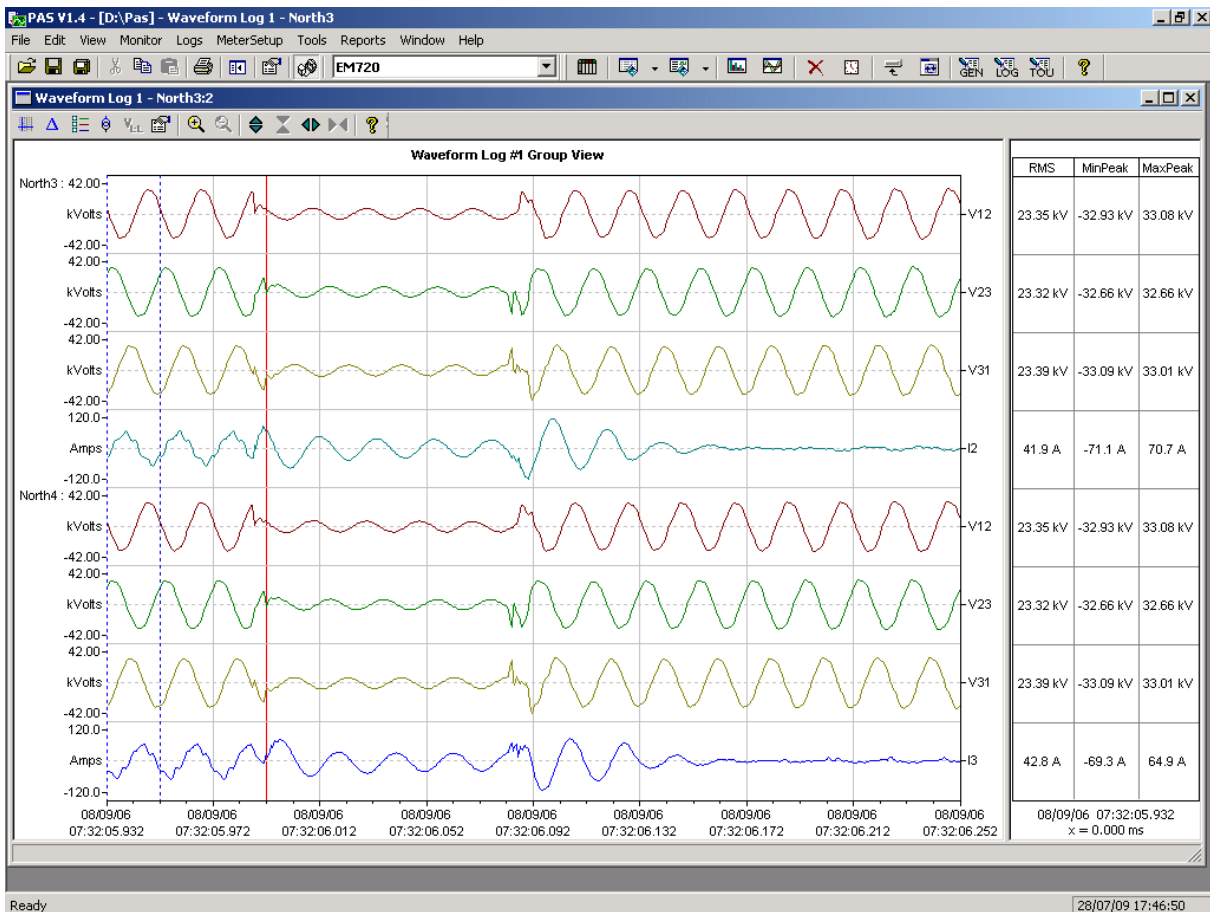 PAS V1.4 - [D:\Pas] - Waveform Log 1 - North3
File Edit View Monitor Logs MeterSetup Tools Reports Window Help
EM720
GEN LOG TOU
Waveform Log 1 - North3:2
V L-L
Waveform Log #1 Group View
RMS MinPeak MaxPeak
North3 : 42.00
kVolts
-42.00
V12
23.35 kV -32.93 kV 33.08 kV
42.00
kVolts
-42.00
V23
23.32 kV -32.66 kV 32.66 kV
42.00
kVolts
-42.00
V31
23.39 kV -33.09 kV 33.01 kV
120.0
Amps
-120.0
I2
41.9 A -71.1 A 70.7 A
North4 : 42.00
kVolts
-42.00
V12
23.35 kV -32.93 kV 33.08 kV
42.00
kVolts
-42.00
V23
23.32 kV -32.66 kV 32.66 kV
42.00
kVolts
-42.00
V31
23.39 kV -33.09 kV 33.01 kV
120.0
Amps
-120.0
I3
42.8 A -69.3 A 64.9 A
08/09/06 08/09/06 08/09/06 08/09/06 08/09/06 08/09/06 08/09/06 08/09/06 08/09/06
07:32:05.932 07:32:05.972 07:32:06.012 07:32:06.052 07:32:06.092 07:32:06.132 07:32:06.172 07:32:06.212 07:32:06.252
08/09/06 07:32:05.932
x = 0.000 ms
Ready
28/07/09 17:46:50